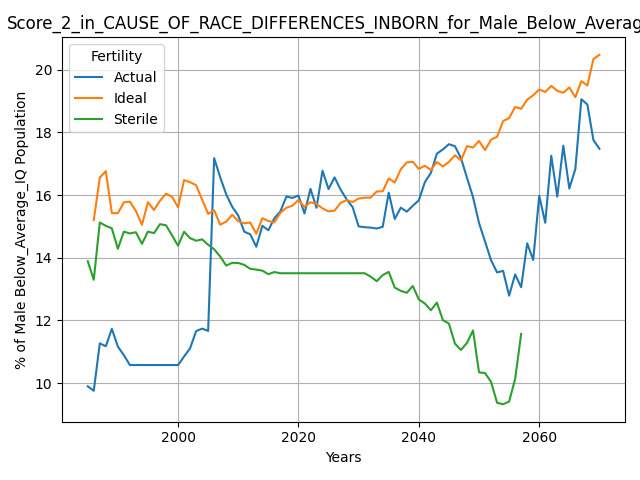 Score_2_in_CAUSE_OF_RACE_DIFFERENCES_INBORN_for_Male_Below_Averag
Fertility
Actual
Ideal
Sterile
% of Male Below_Average_IQ Population
20
18
16
14
12
10
2000 2020 2040 2060
Years